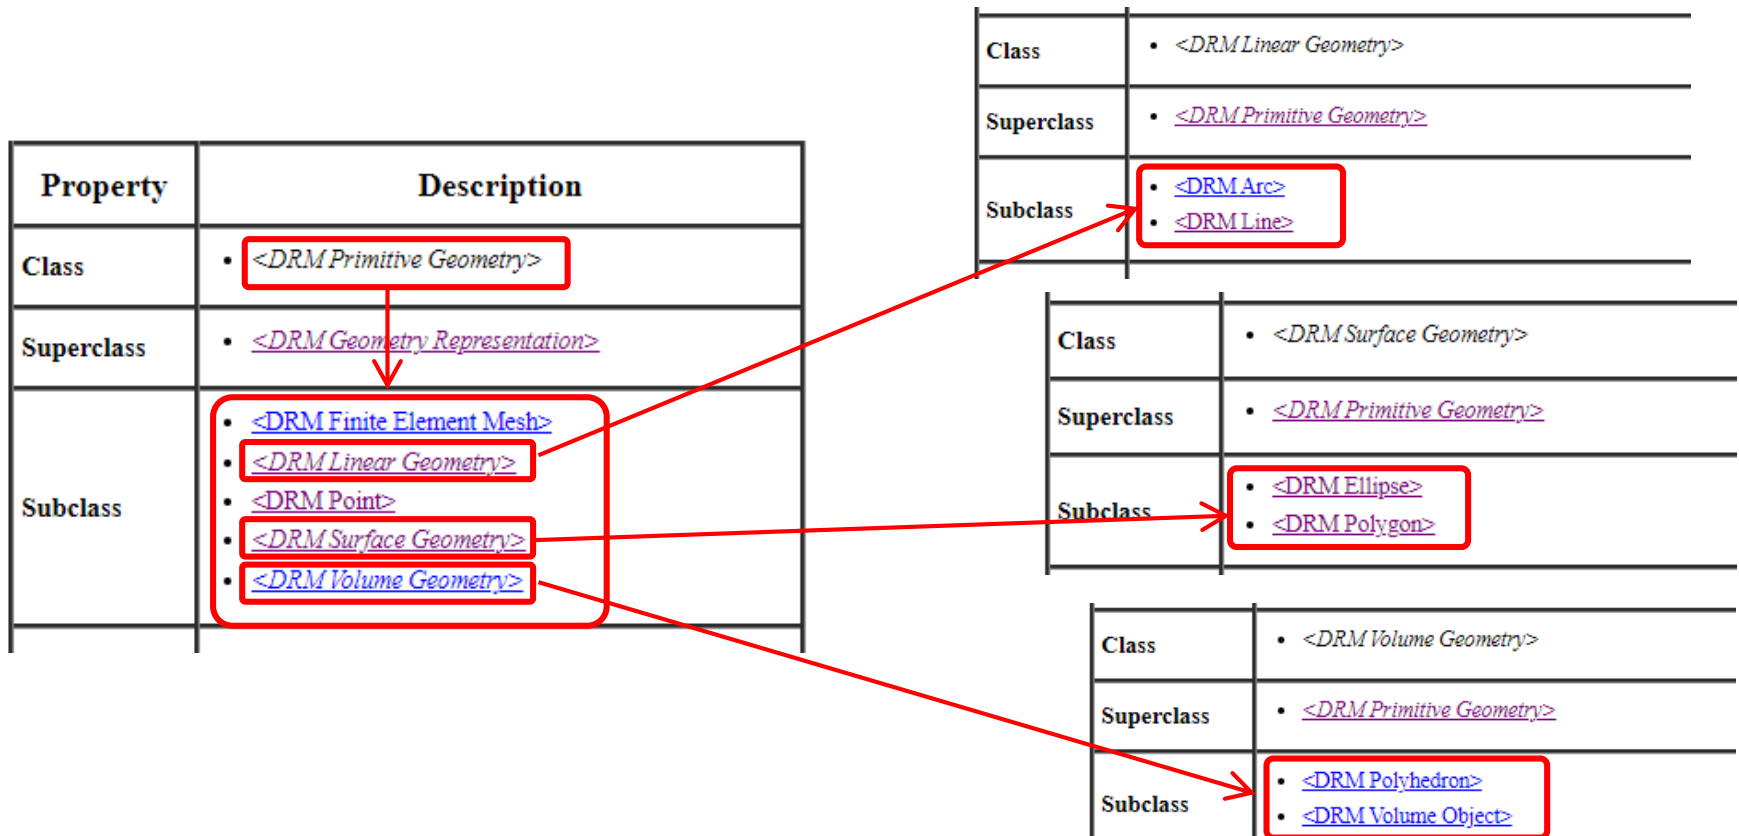 Property Description
Class
<DRM Primitive Geometry>
Superclass
<DRM Geometry Representation>
Subclass
<DRM Finite Element Mesh>
<DRM Linear Geometry>
<DRM Point>
<DRM Surface Geometry>
<DRM Volume Geometry>
Class
<DRM Linear Geometry>
Superclass
<DRM Primitive Geometry>
Subclass
<DRM Arc>
<DRM Line>
Class
<DRM Surface Geometry>
Superclass
<DRM Primitive Geometry>
Subclass
<DRM Ellipse>
<DRM Polygon>
Class
<DRM Volume Geometry>
Superclass
<DRM Primitive Geometry>
Subclass
<DRM Polyhedron>
<DRM Volume Object>